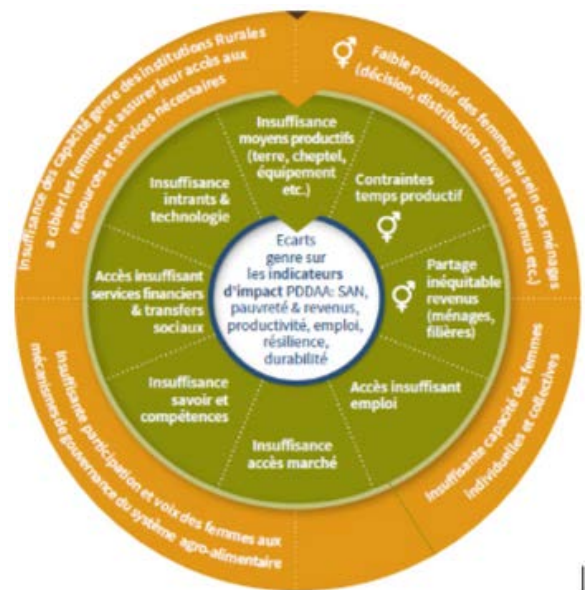 Insuffisance des capacité genre des institutions Rurales
a cibler les femmes et assurer leur accès aux
ressources et services nécessaires
Faible pouvoir des femmes au sein des ménages
(décision, distribution travail et revenus etc.)
Insuffisante capacité des femmes
individuelles et collectives
Insuffisante participation et voix des femmes aux
mécanismes de gouvernance du système agro-alimentaire
Insuffisance
moyens productifs
(terre, cheptel,
équipement
etc.)
Contraintes
temps productif
Partage
inéquitable
revenus
(ménages,
filières)
Accès insuffisant
emploi
Insuffisance
accès marché
Insuffisance
savoir et
compétences
Accès insuffisant
services financiers
& transferts
sociaux
Insuffisance
intrants &
technologie
Ecarts
genre sur
les indicateurs
d'impact PDDAA: SAN,
pauvreté & revenus,
productivité, emploi,
résilience,
durabilité